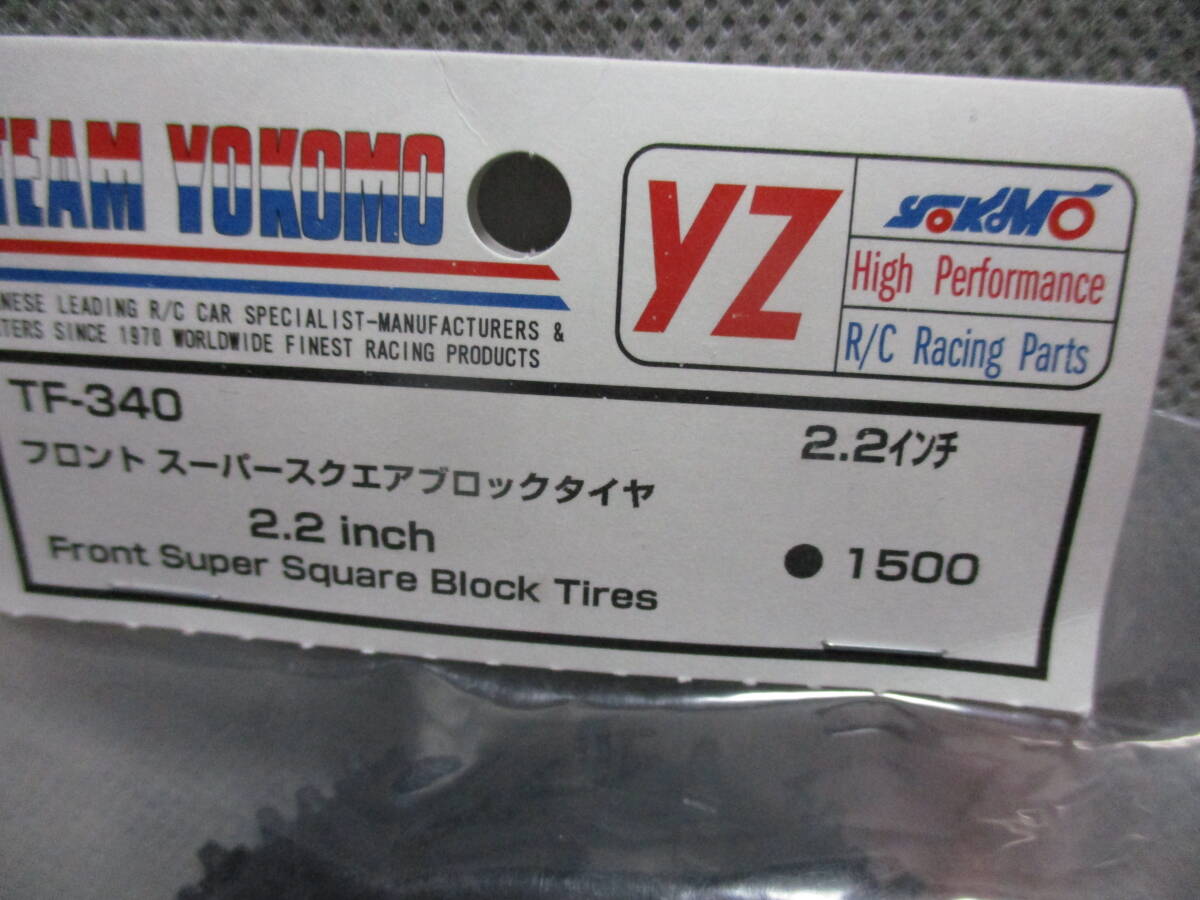 TEAM YOKOMO
LEADING R/C CAR SPECIALIST-MANUFACTURERS &
SINCE 1970 WORLDWIDE FINEST RACING PRODUCTS
YZ
YOKOMO
High Performance
R/C Racing Parts
TF-340
2.2インチ
フロント スーパースクエアブロックタイヤ
2.2 inch
Front Super Square Block Tires
● 1500